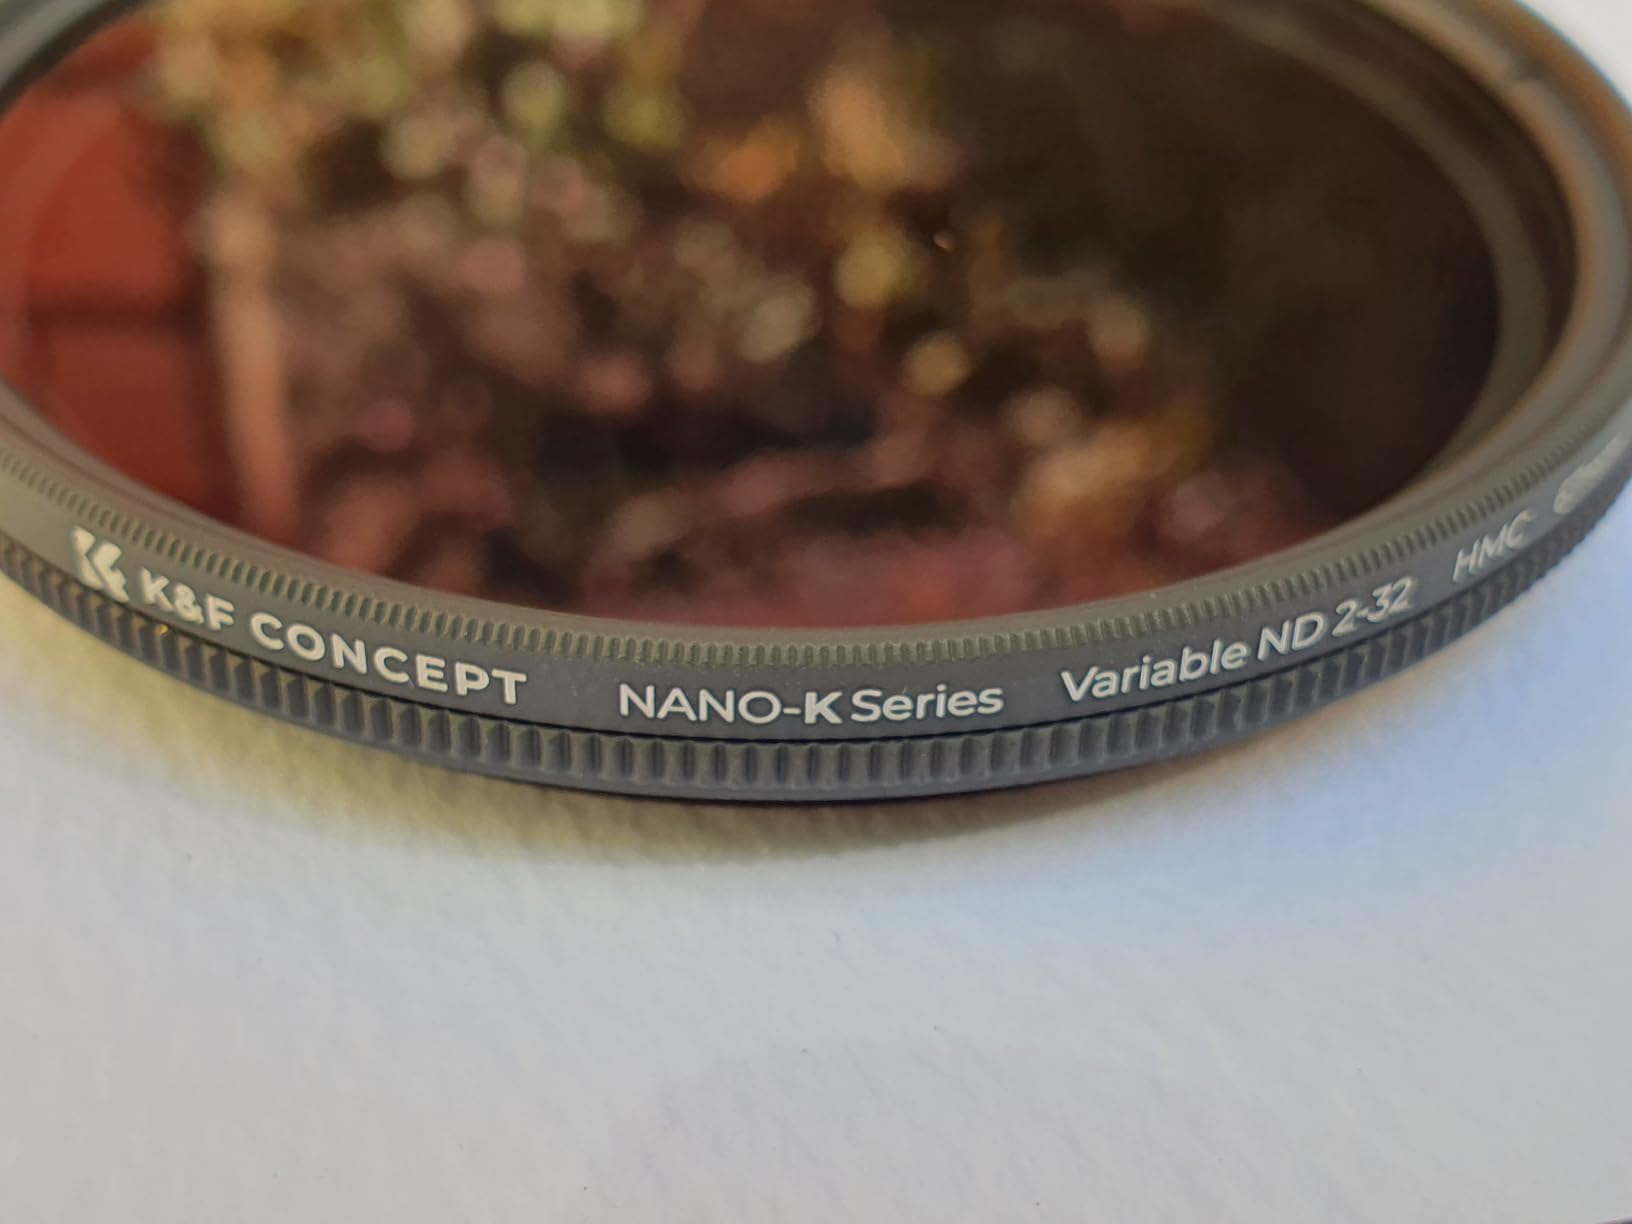 K&F CONCEPT NANO-K Series Variable ND 2-32 HMC